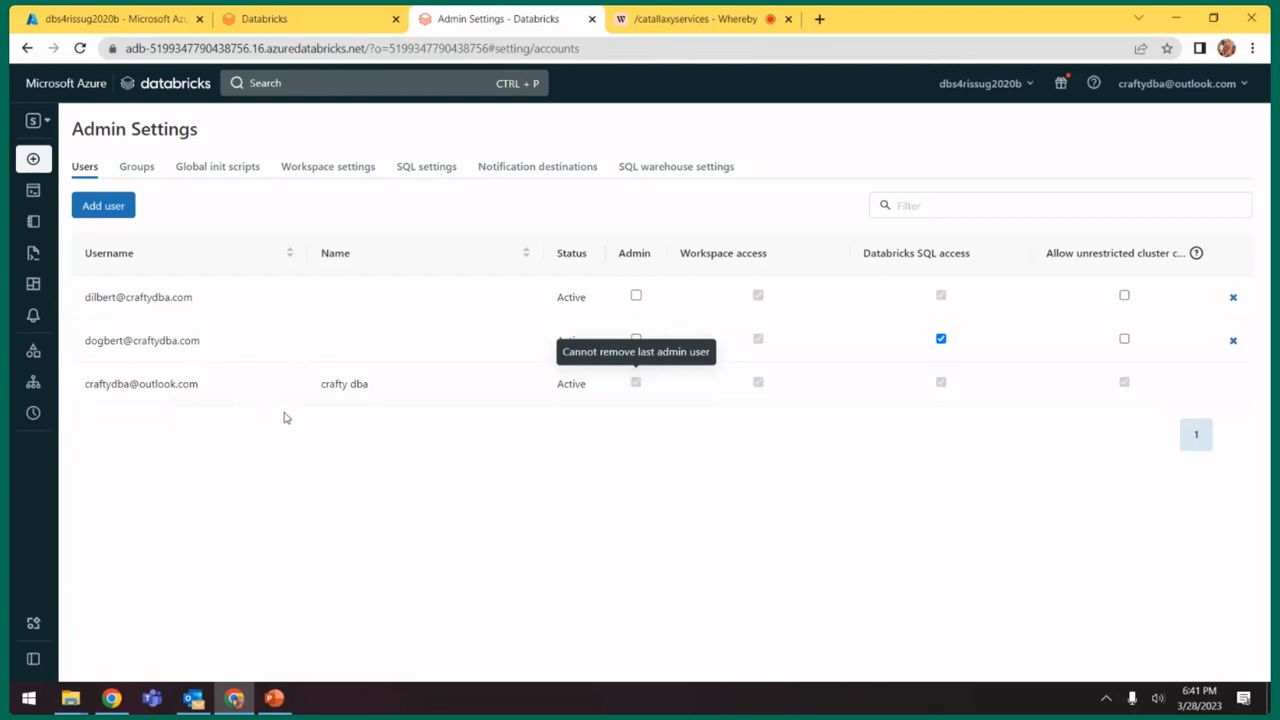 dbs4rissug2020b - Microsoft Azu
Databricks
Admin Settings - Databricks
/catallaxyservices - Whereby
adb-5199347790438756.16.azuredatabricks.net/?o=5199347790438756#setting/accounts
Microsoft Azure
databricks
Search
CTRL + P
dbs4rissug2020b
craftydba@outlook.com
S
Admin Settings
Users
Groups
Global init scripts
Workspace settings
SQL settings
Notification destinations
SQL warehouse settings
Add user
Filter
Username
Name
Status
Admin
Workspace access
Databricks SQL access
Allow unrestricted cluster c...
dilbert@craftydba.com
Active
dogbert@craftydba.com
Cannot remove last admin user
craftydba@outlook.com
crafty dba
Active
1
6:41 PM
3/28/2023